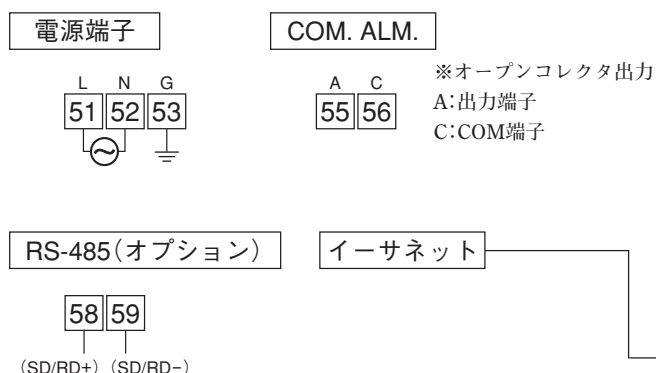 電源端子
L N G
51 52 53
COM. ALM.
A C
55 56
※オープンコレクタ出力
A:出力端子
C:COM端子
RS-485(オプション)
58 59
(SD/RD+) (SD/RD-)
イーサネット